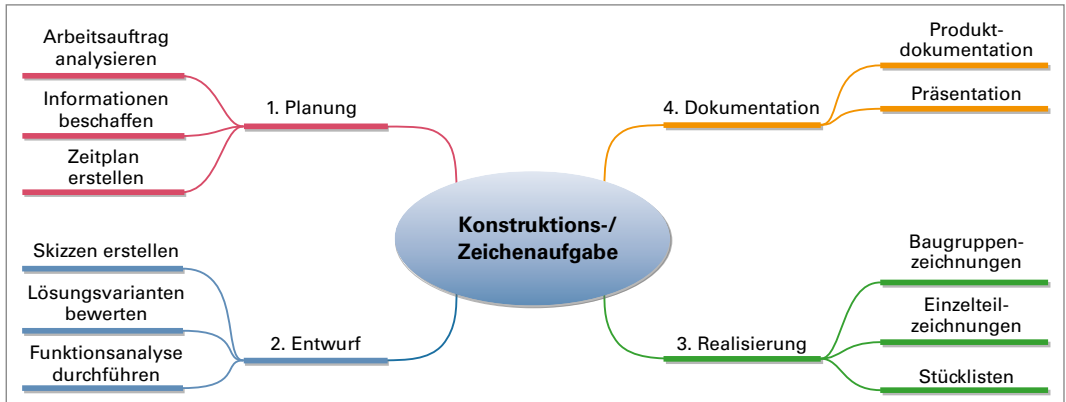 Arbeitsauftrag
analysieren
Informationen
beschaffen
Zeitplan
erstellen
1. Planung
Produkt-
dokumentation
Präsentation
4. Dokumentation
Konstruktions-/
Zeichenaufgabe
Skizzen erstellen
Lösungsvarianten
bewerten
Funktionsanalyse
durchführen
2. Entwurf
Baugruppen-
zeichnungen
Einzelteil-
zeichnungen
Stücklisten
3. Realisierung